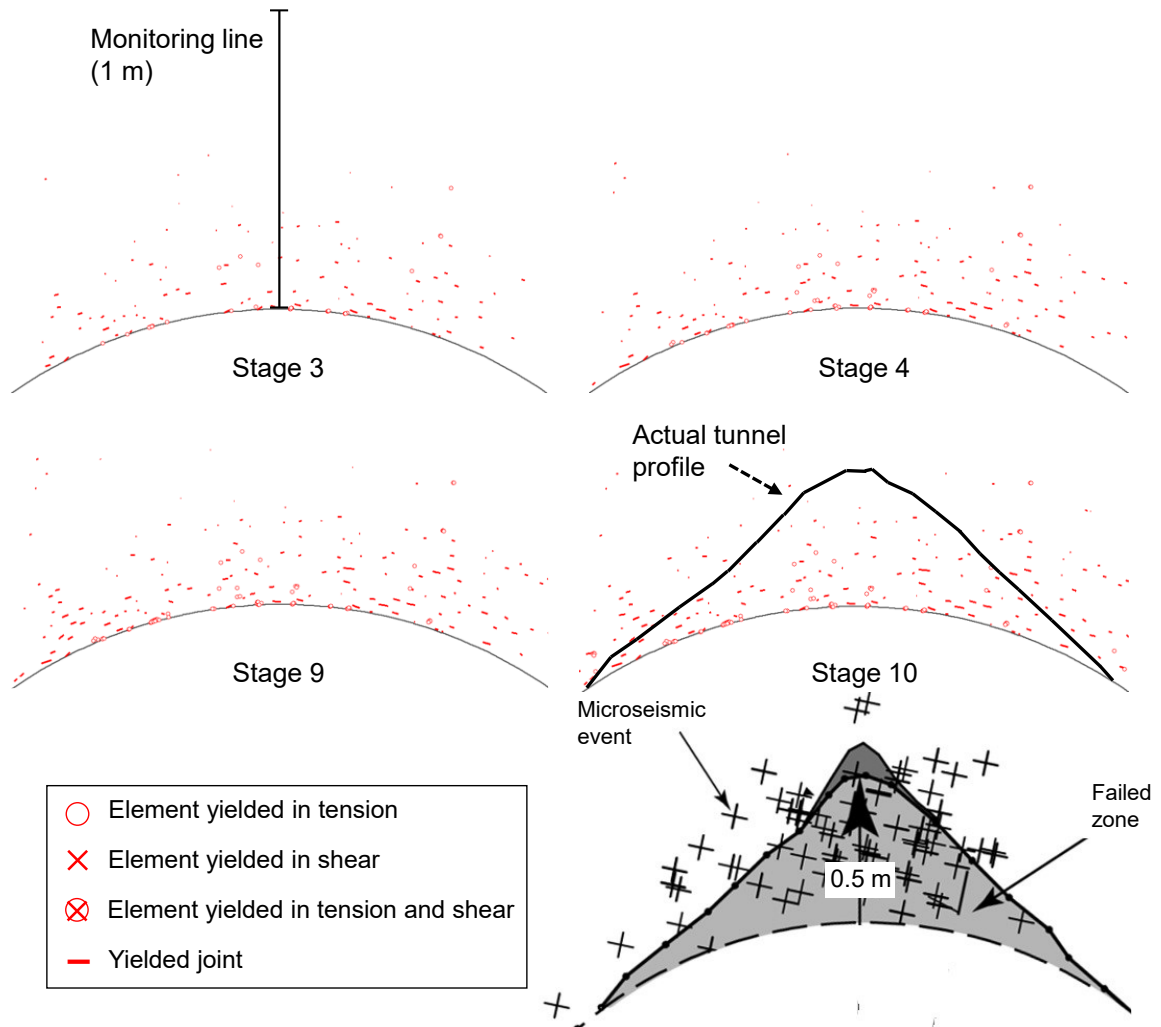 Monitoring line
(1 m)
Stage 3
Stage 4
Actual tunnel
profile
Stage 9
Stage 10
Microseismic
event
Failed
zone
0.5 m
Element yielded in tension
Element yielded in shear
Element yielded in tension and shear
Yielded joint